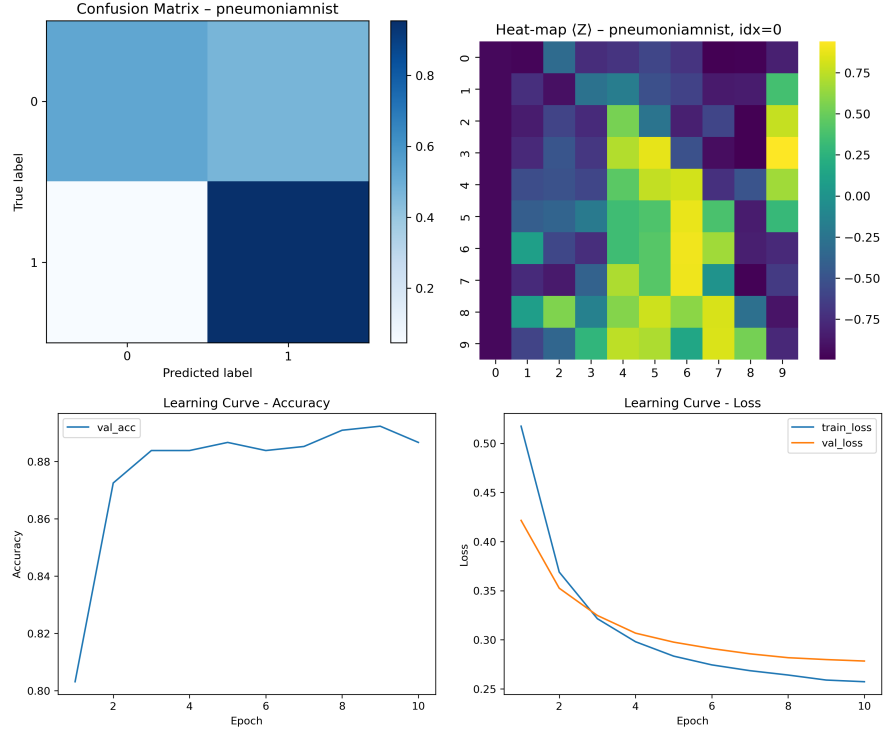 Confusion Matrix – pneumoniamnist
True label
0
1
0 1
Predicted label
0.8
0.6
0.4
0.2
Heat-map ⟨Z⟩ – pneumoniamnist, idx=0
0
1
2
3
4
5
6
7
8
9
0 1 2 3 4 5 6 7 8 9
0.75
0.50
0.25
0.00
−0.25
−0.50
−0.75
Learning Curve - Accuracy
val_acc
Accuracy
0.88
0.86
0.84
0.82
0.80
2 4 6 8 10
Epoch
Learning Curve - Loss
train_loss
val_loss
Loss
0.50
0.45
0.40
0.35
0.30
0.25
2 4 6 8 10
Epoch